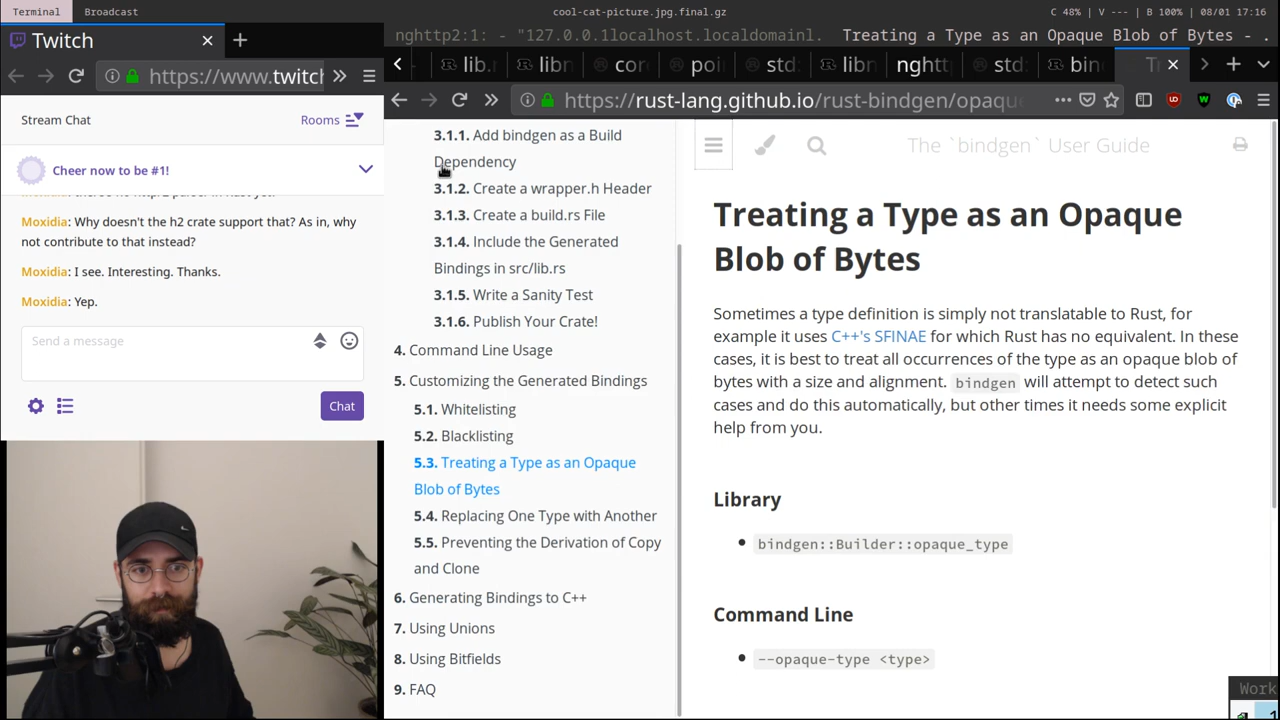 Terminal
Broadcast
cool-cat-picture.jpg.final.gz
C 48% | V --- | B 100% | 08/01 17:16
Twitch
https://www.twitch
Stream Chat
Rooms
Cheer now to be #1!
Moxidia: Why doesn't the h2 crate support that? As in, why
not contribute to that instead?
Moxidia: I see. Interesting. Thanks.
Moxidia: Yep.
Send a message
Chat
nghttp2:1: - "127.0.0.1localhost.localdomainl.
Treating a Type as an Opaque Blob of Bytes - .
https://rust-lang.github.io/rust-bindgen/opaque
3.1.1. Add bindgen as a Build
Dependency
3.1.2. Create a wrapper.h Header
3.1.3. Create a build.rs File
3.1.4. Include the Generated
Bindings in src/lib.rs
3.1.5. Write a Sanity Test
3.1.6. Publish Your Crate!
4. Command Line Usage
5. Customizing the Generated Bindings
5.1. Whitelisting
5.2. Blacklisting
5.3. Treating a Type as an Opaque
Blob of Bytes
5.4. Replacing One Type with Another
5.5. Preventing the Derivation of Copy
and Clone
6. Generating Bindings to C++
7. Using Unions
8. Using Bitfields
9. FAQ
The `bindgen` User Guide
Treating a Type as an Opaque
Blob of Bytes
Sometimes a type definition is simply not translatable to Rust, for
example it uses C++'s SFINAE for which Rust has no equivalent. In these
cases, it is best to treat all occurrences of the type as an opaque blob of
bytes with a size and alignment. bindgen will attempt to detect such
cases and do this automatically, but other times it needs some explicit
help from you.
Library
bindgen::Builder::opaque_type
Command Line
--opaque-type <type>
Work